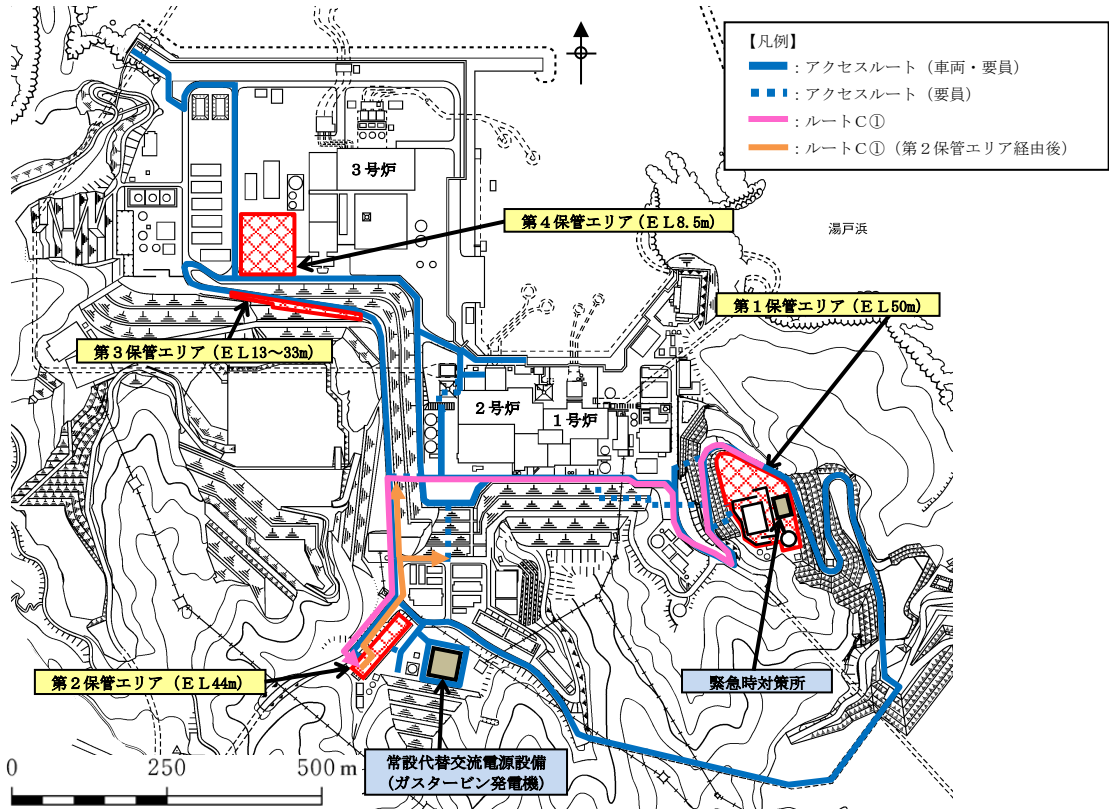 【凡例】
：アクセスルート（車両・要員）
：アクセスルート（要員）
：ルートＣ①
：ルートＣ①（第２保管エリア経由後）
３号炉
第４保管エリア（ＥＬ8.5m）
湯戸浜
第１保管エリア（ＥＬ50m）
第３保管エリア（ＥＬ13～33m）
２号炉
１号炉
第２保管エリア（ＥＬ44m）
緊急時対策所
常設代替交流電源設備
（ガスタービン発電機）
0 250 500 m